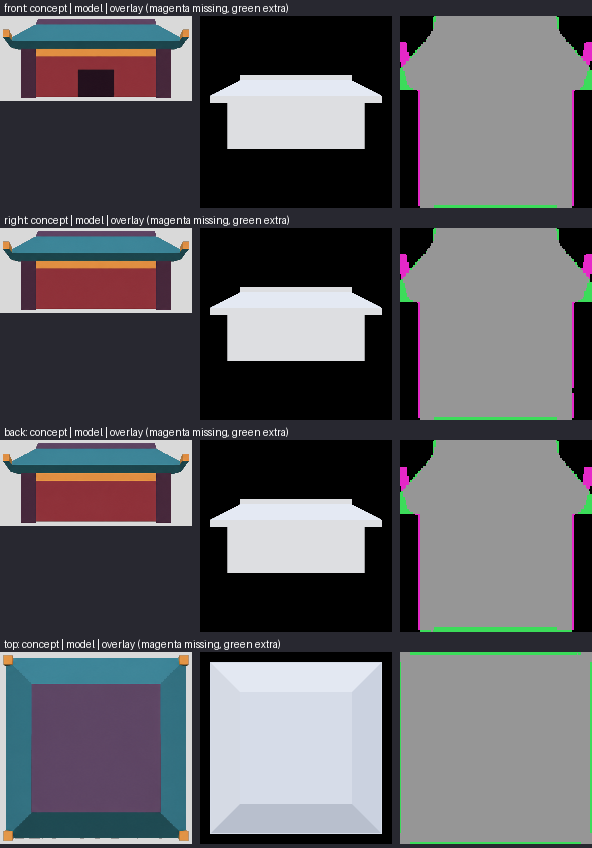 front: concept | model | overlay (magenta missing, green extra)
right: concept | model | overlay (magenta missing, green extra)
back: concept | model | overlay (magenta missing, green extra)
top: concept | model | overlay (magenta missing, green extra)